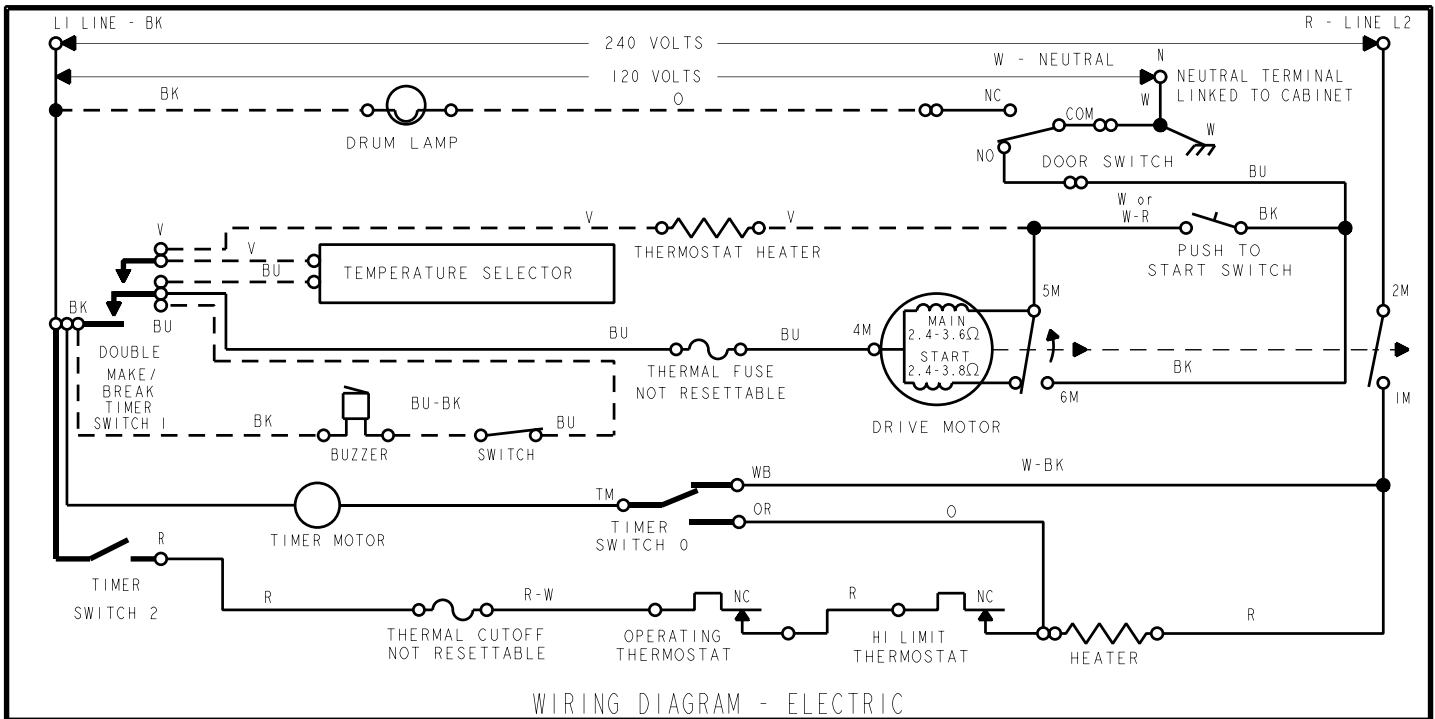 L1 LINE - BK
R - LINE L2
240 VOLTS
W - NEUTRAL
N
120 VOLTS
NEUTRAL TERMINAL
LINKED TO CABINET
BK
O
NC
W
COM
W
DRUM LAMP
NO
DOOR SWITCH
BU
W or
W-R
BK
V
V
V
THERMOSTAT HEATER
PUSH TO
START SWITCH
V
BU
TEMPERATURE SELECTOR
5M
2M
BK
BU
BU
BU
4M
MAIN
2.4-3.6Ω
START
2.4-3.8Ω
DOUBLE
MAKE/
BREAK
TIMER
SWITCH 1
THERMAL FUSE
NOT RESETTABLE
BK
6M
1M
BK
BU-BK
BU
DRIVE MOTOR
BUZZER
SWITCH
W-BK
WB
TM
OR
O
TIMER MOTOR
TIMER
SWITCH 0
R
TIMER
SWITCH 2
R
R-W
NC
R
NC
R
THERMAL CUTOFF
NOT RESETTABLE
OPERATING
THERMOSTAT
HI LIMIT
THERMOSTAT
HEATER
WIRING DIAGRAM - ELECTRIC